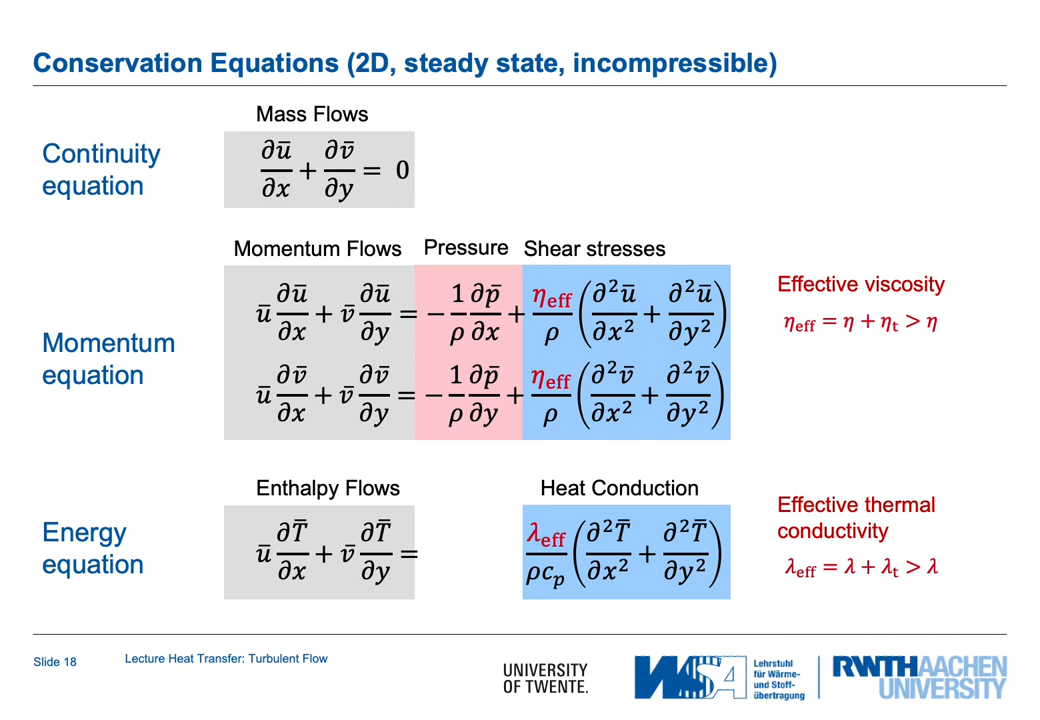 Conservation Equations (2D, steady state, incompressible)
Mass Flows
Continuity
equation
∂ū/∂x + ∂v̄/∂y = 0
Momentum Flows Pressure Shear stresses
Momentum
equation
ū ∂ū/∂x + v̄ ∂ū/∂y = − 1/ρ ∂p̄/∂x + η_eff/ρ (∂²ū/∂x² + ∂²ū/∂y²)
ū ∂v̄/∂x + v̄ ∂v̄/∂y = − 1/ρ ∂p̄/∂y + η_eff/ρ (∂²v̄/∂x² + ∂²v̄/∂y²)
Effective viscosity
η_eff = η + η_t > η
Enthalpy Flows Heat Conduction
Energy
equation
ū ∂T̄/∂x + v̄ ∂T̄/∂y = λ_eff/ρc_p (∂²T̄/∂x² + ∂²T̄/∂y²)
Effective thermal
conductivity
λ_eff = λ + λ_t > λ
Slide 18
Lecture Heat Transfer: Turbulent Flow
UNIVERSITY
OF TWENTE.
WSA
Lehrstuhl
für Wärme-
und Stoff-
übertragung
RWTH AACHEN
UNIVERSITY